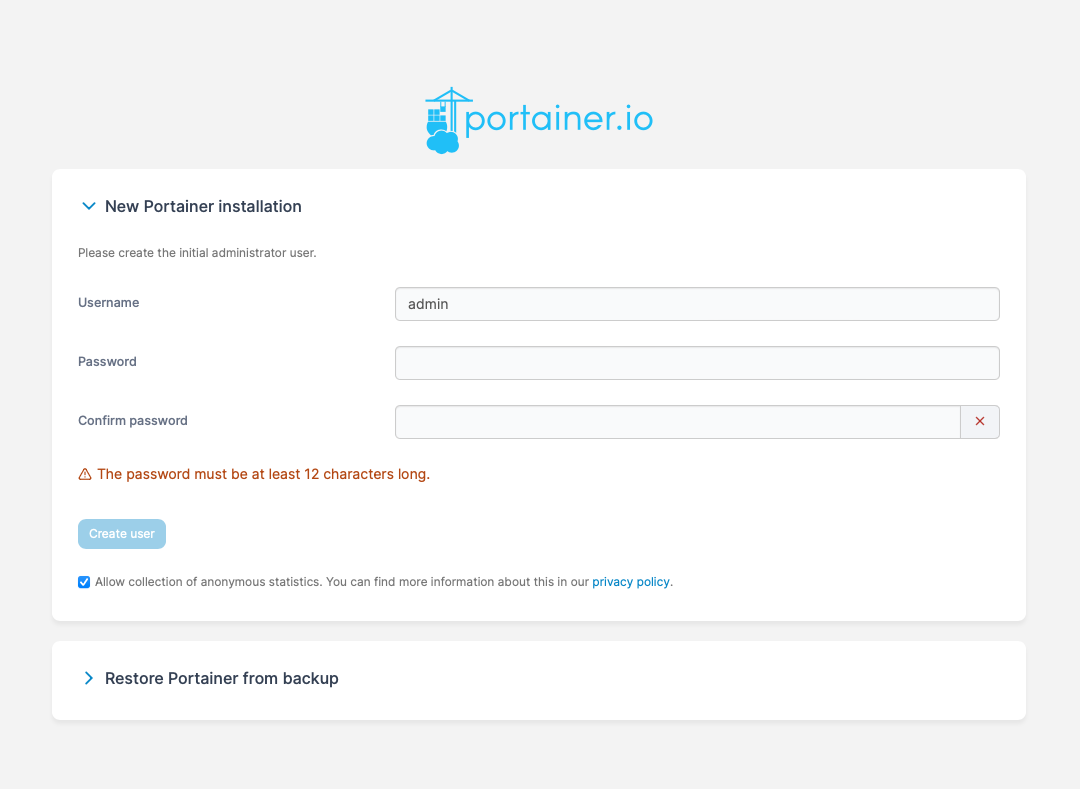 portainer.io
New Portainer installation
Please create the initial administrator user.
Username
admin
Password
Confirm password
The password must be at least 12 characters long.
Create user
Allow collection of anonymous statistics. You can find more information about this in our privacy policy.
Restore Portainer from backup